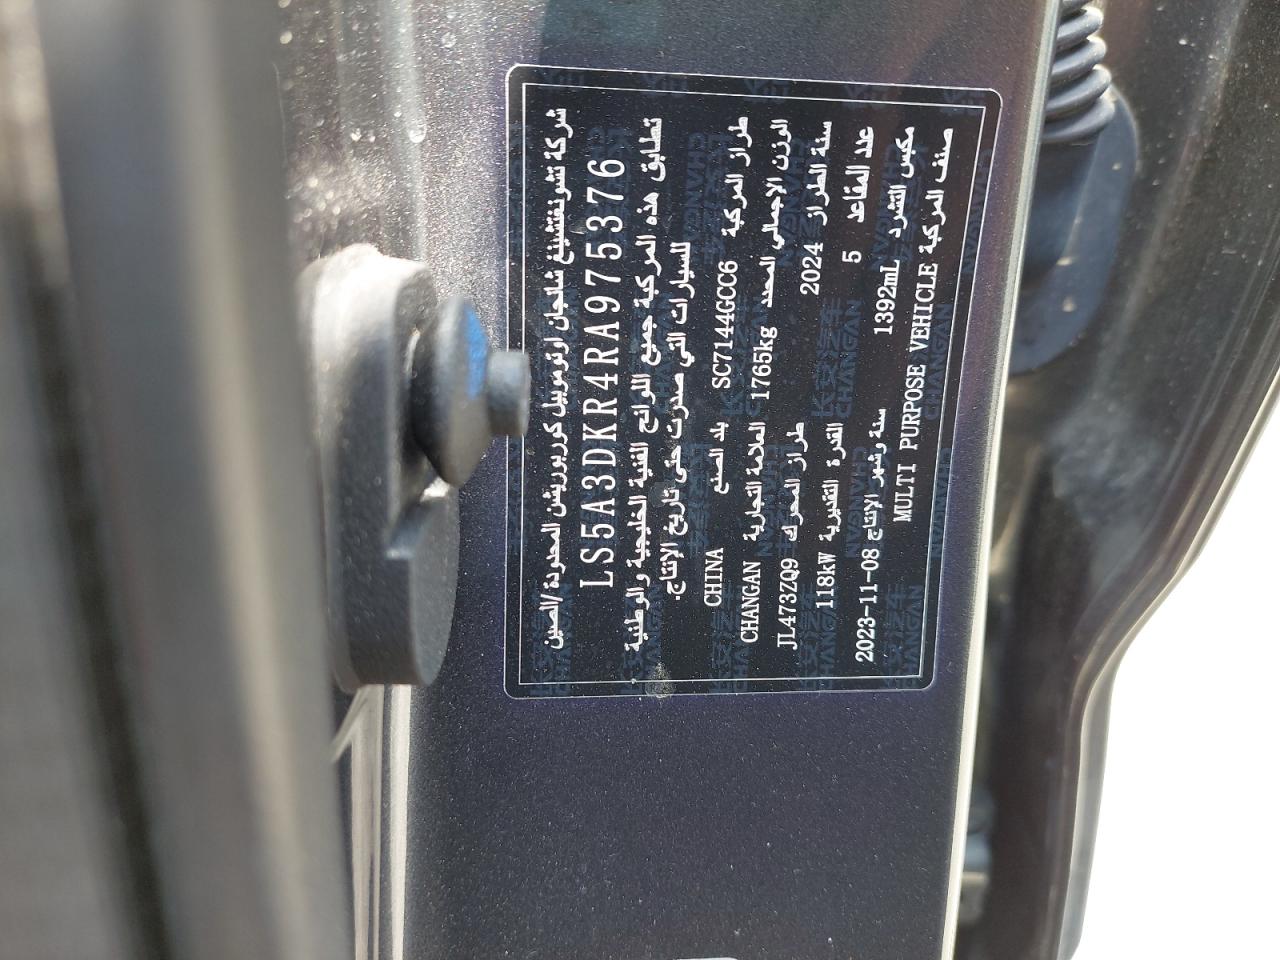 شركة تشونغتشينغ شانجان اوتوموبيل كوربوريشن المحدودة/الصين
LS5A3DKR4RA975376
تطابق هذه المركبة جميع اللوائح الفنية الخليجية والوطنية
للسيارات التي صدرت حتى تاريخ الإنتاج.
طراز المركبة SC7144GCC6 بلد الصنع CHINA
الوزن الإجمالي المحدد 1765kg العلامة التجارية CHANGAN
سنة الطراز 2024 طراز المحرك JL473ZQ9
عدد المقاعد 5 القدرة التقديرية 118kW
مكبس التشرد 1392mL سنة وشهر الإنتاج 2023-11-08
صنف المركبة MULTI PURPOSE VEHICLE